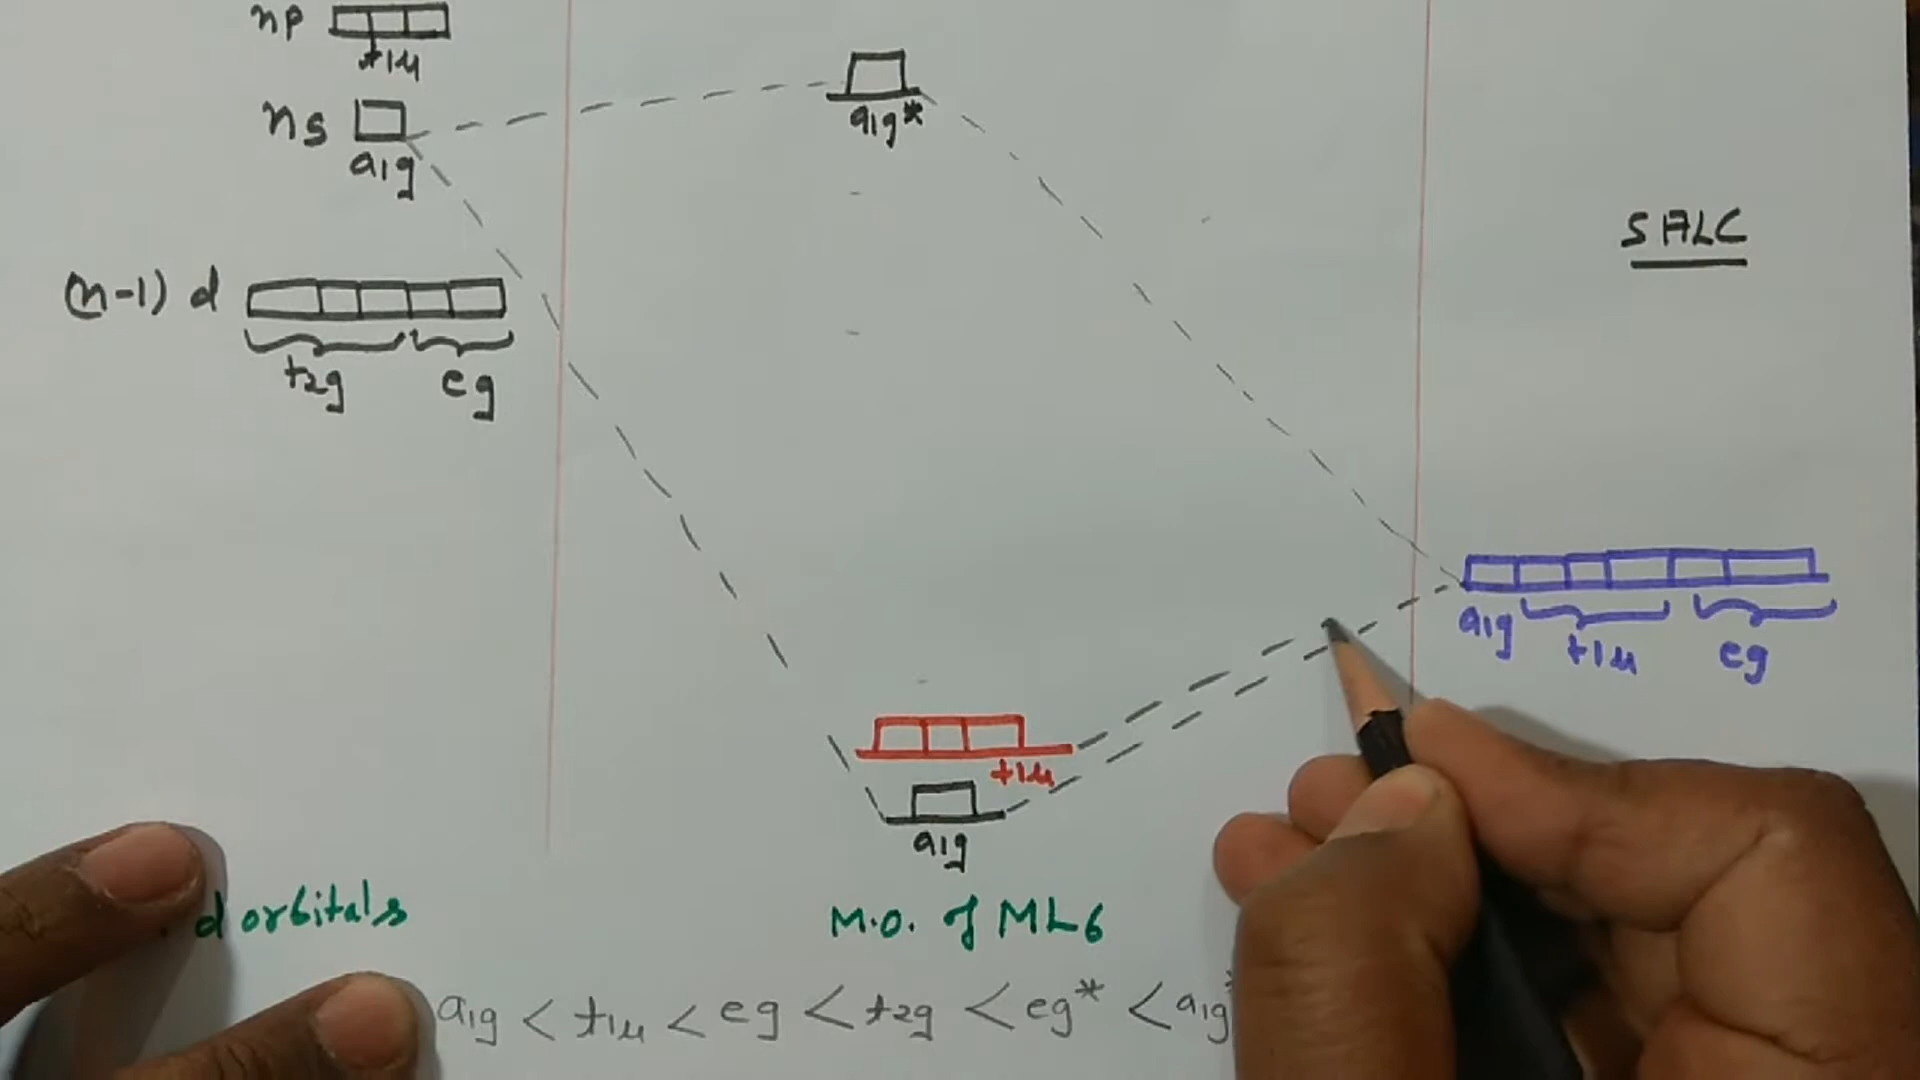 np
t1u
ns
a1g
a1g*
SALC
(n-1) d
t2g
eg
a1g
t1u
eg
t1u
a1g
d orbitals
M.O. of ML6
a1g < t1u < eg < t2g < eg* < a1g*